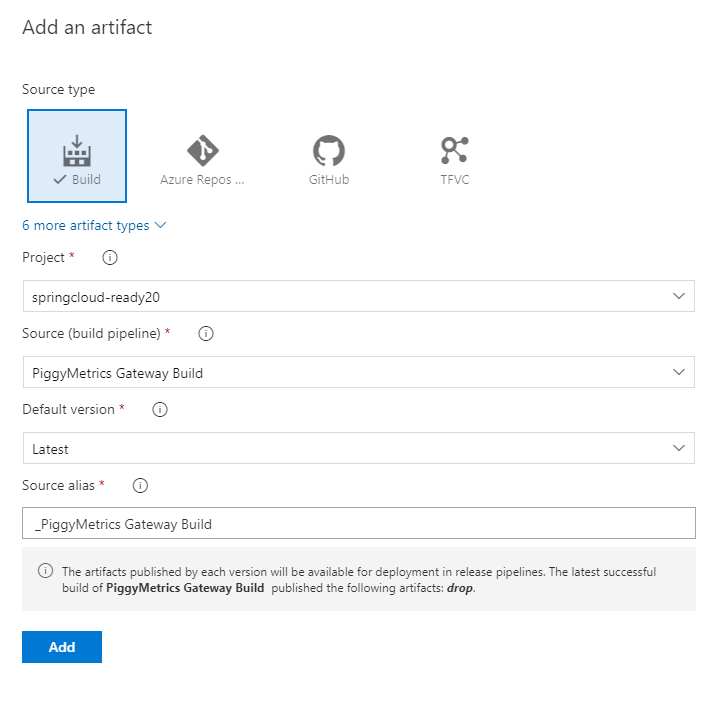 Add an artifact
Source type
Build
Azure Repos ...
GitHub
TFVC
6 more artifact types
Project *
springcloud-ready20
Source (build pipeline) *
PiggyMetrics Gateway Build
Default version *
Latest
Source alias *
_PiggyMetrics Gateway Build
The artifacts published by each version will be available for deployment in release pipelines. The latest successful
build of PiggyMetrics Gateway Build published the following artifacts: drop.
Add